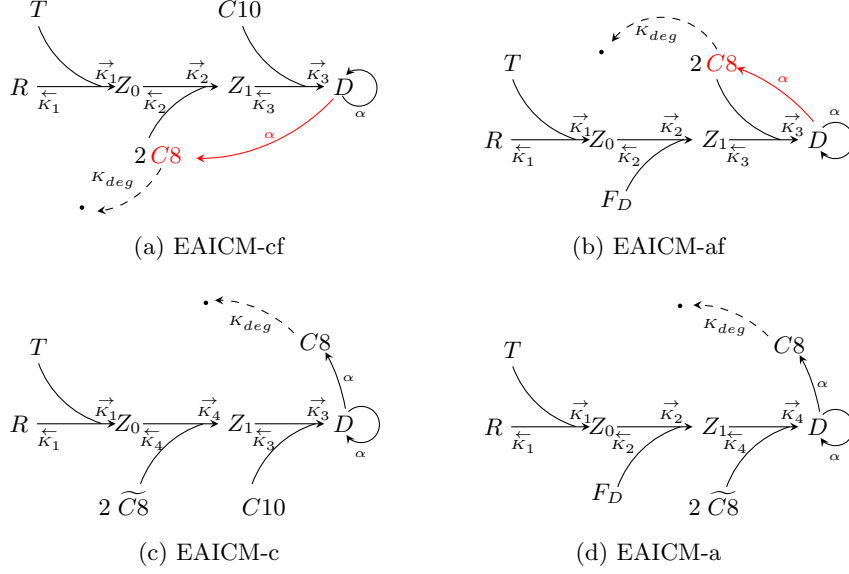 T C10
R →K1 ←K1 Z0 →K2 ←K2 Z1 →K3 ←K3 D α
α
2 C8
Kdeg
(a) EAICM-cf
Kdeg
2 C8 α
T
R →K1 ←K1 Z0 →K2 ←K2 Z1 →K3 ←K3 D α
F_D
(b) EAICM-af
Kdeg
C8
T α
R →K1 ←K1 Z0 →K4 ←K4 Z1 →K3 ←K3 D α
2 C̃8 C10
(c) EAICM-c
Kdeg
C8
T α
R →K1 ←K1 Z0 →K2 ←K2 Z1 →K4 ←K4 D α
F_D 2 C̃8
(d) EAICM-a